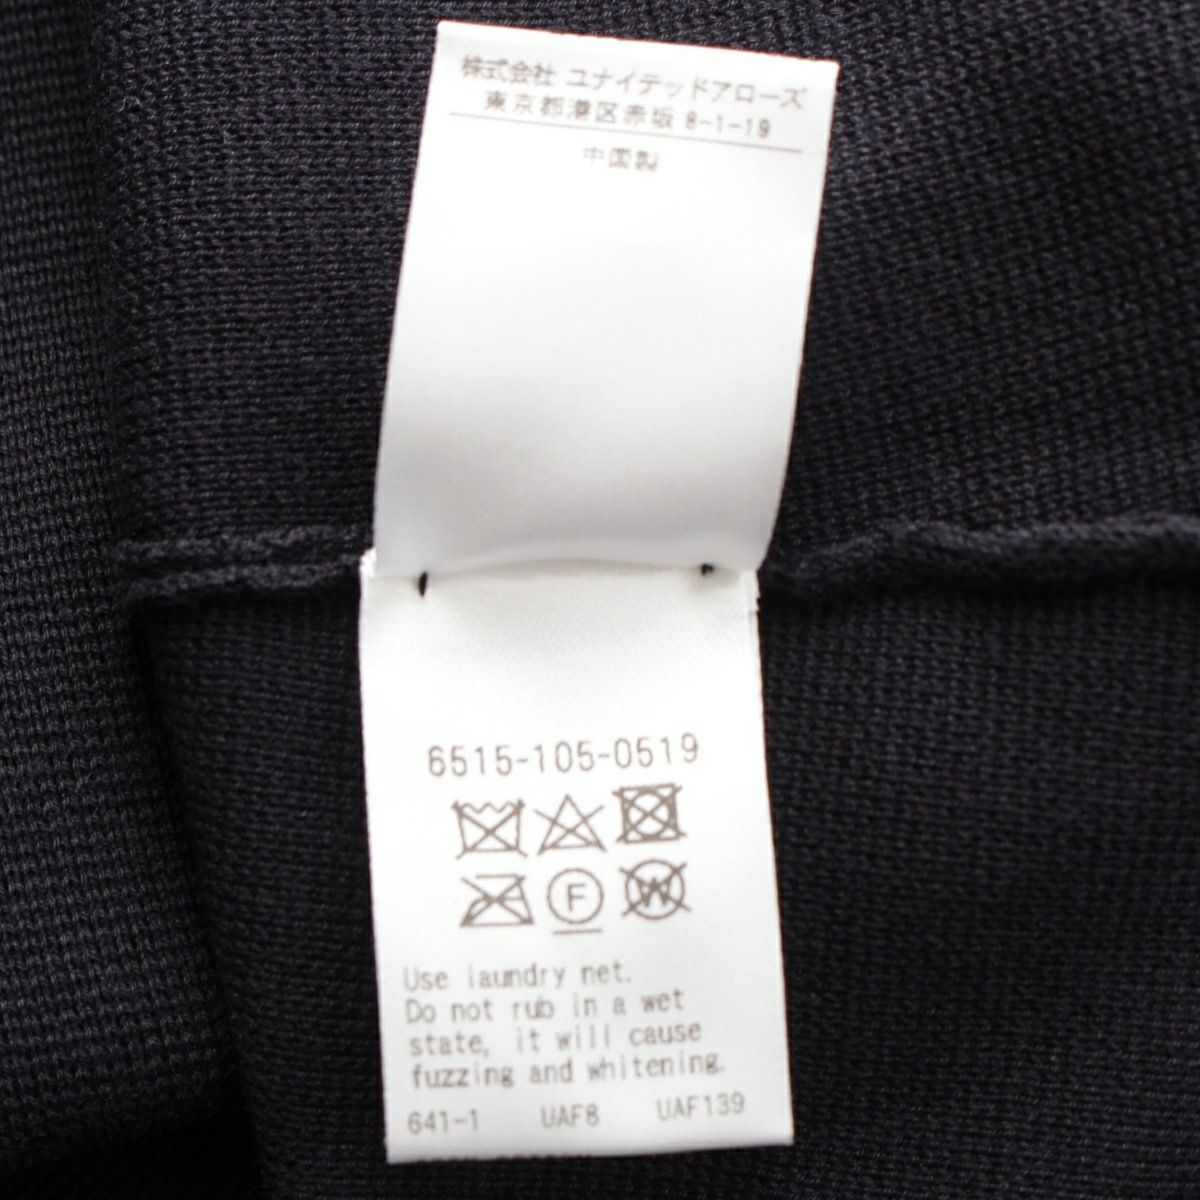 株式会社 ユナイテッドアローズ
東京都港区赤坂 8-1-19
中国製
6515-105-0519
F W
Use laundry net.
Do not rub in a wet
state, it will cause
fuzzing and whitening.
641-1 UAF8 UAF139